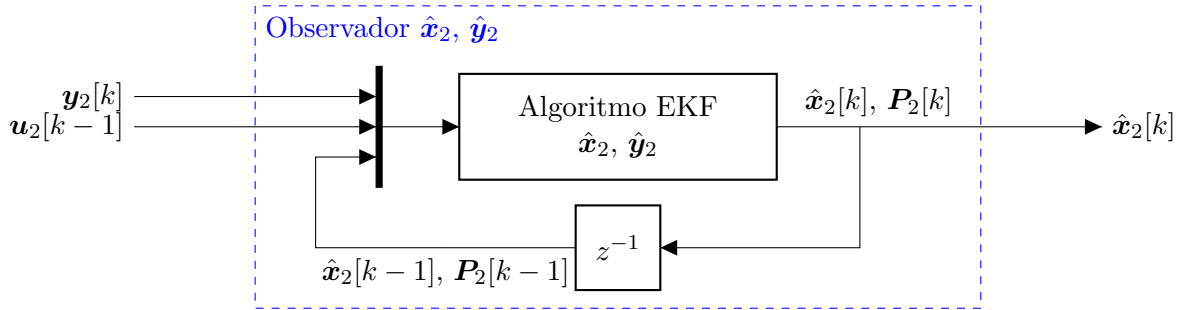 Observador x̂₂, ŷ₂
y₂[k]
u₂[k − 1]
Algoritmo EKF
x̂₂, ŷ₂
x̂₂[k], P₂[k]
x̂₂[k]
z⁻¹
x̂₂[k − 1], P₂[k − 1]